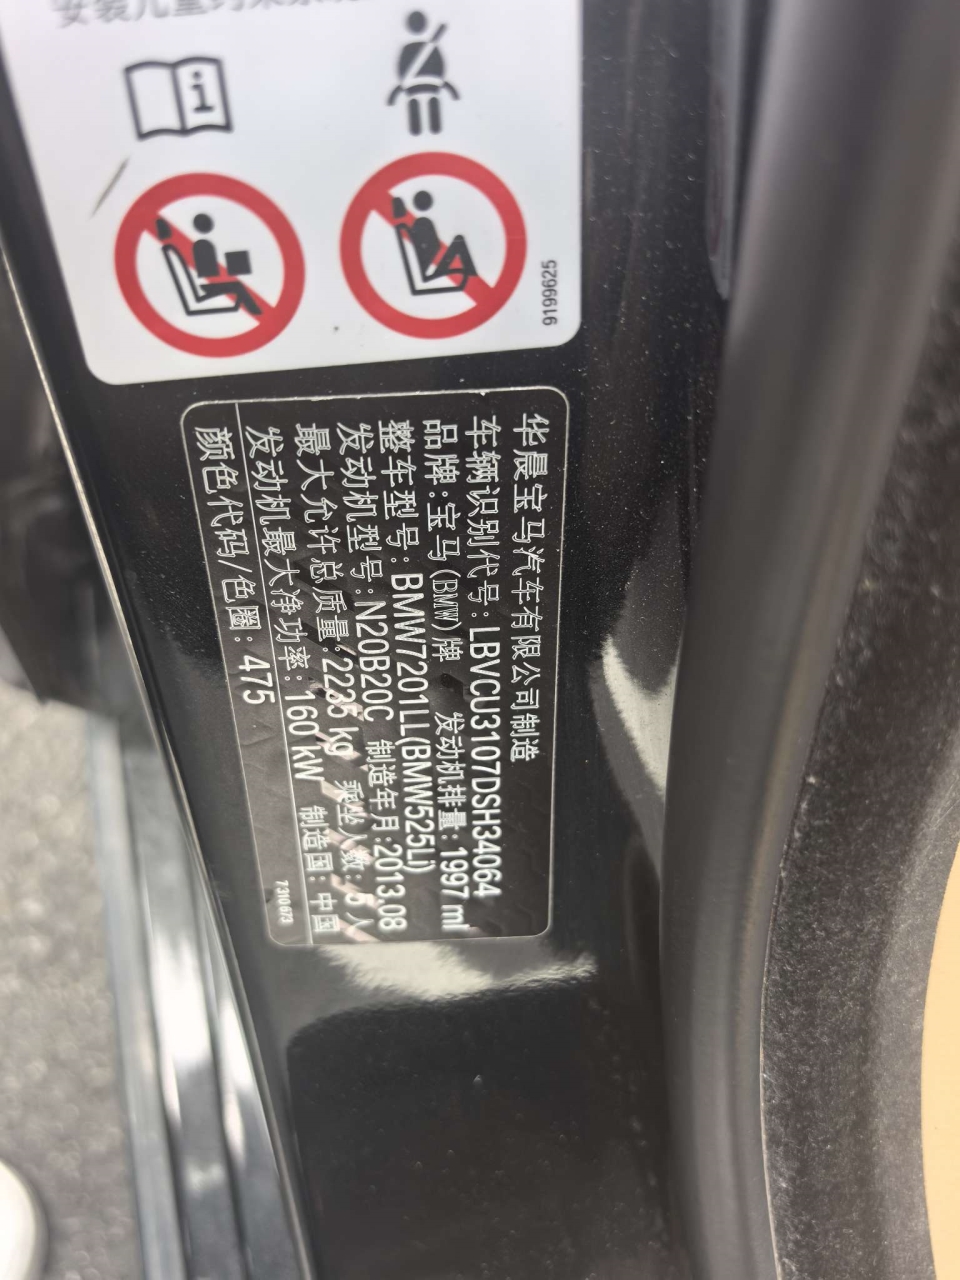 9199625
华晨宝马汽车有限公司制造
车辆识别代号:LBVCU3107DSH34064
品牌:宝马(BMW)牌 发动机排量:1997 ml
整车型号:BMW7201LL(BMW525Li)
发动机型号:N20B20C 制造年月:2013.08
最大允许总质量:2235 kg 乘坐人数:5人
发动机最大净功率:160 kW 制造国:中国
颜色代码/色圈:475
7310673